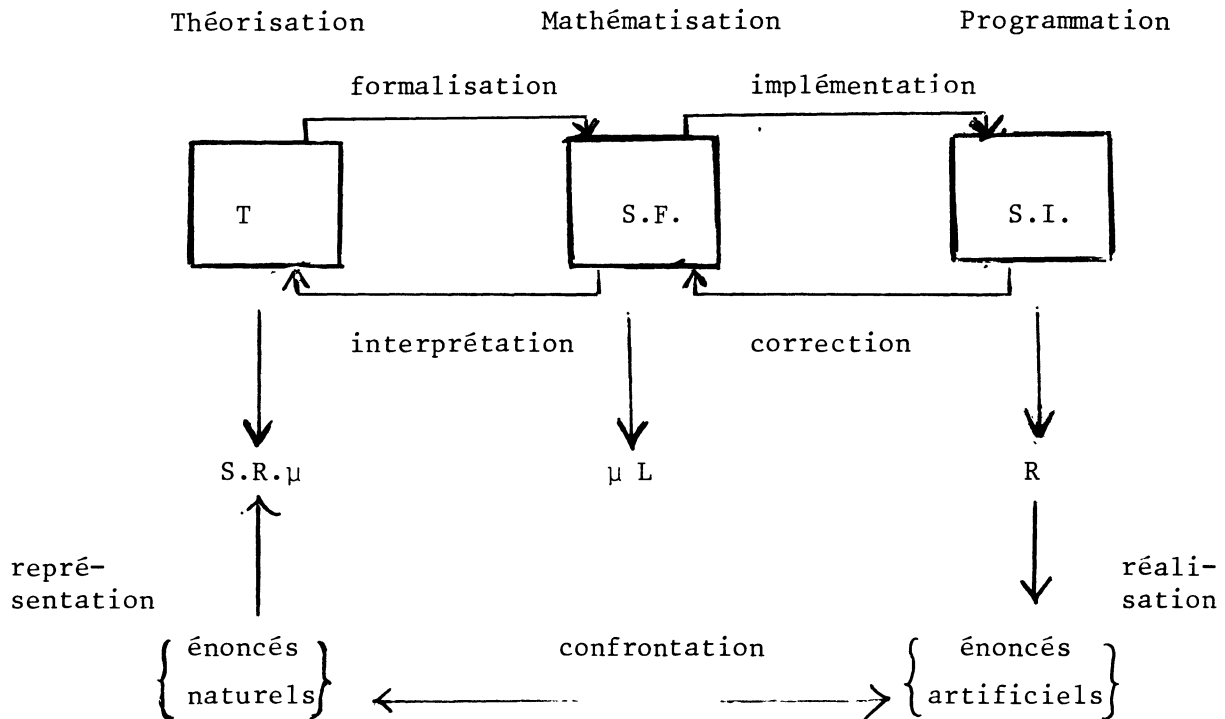 Théorisation Mathématisation Programmation
formalisation implémentation
T S.F. S.I.
interprétation correction
S.R.μ μ L R
repré-
sentation
réali-
sation
énoncés
naturels
confrontation
énoncés
artificiels